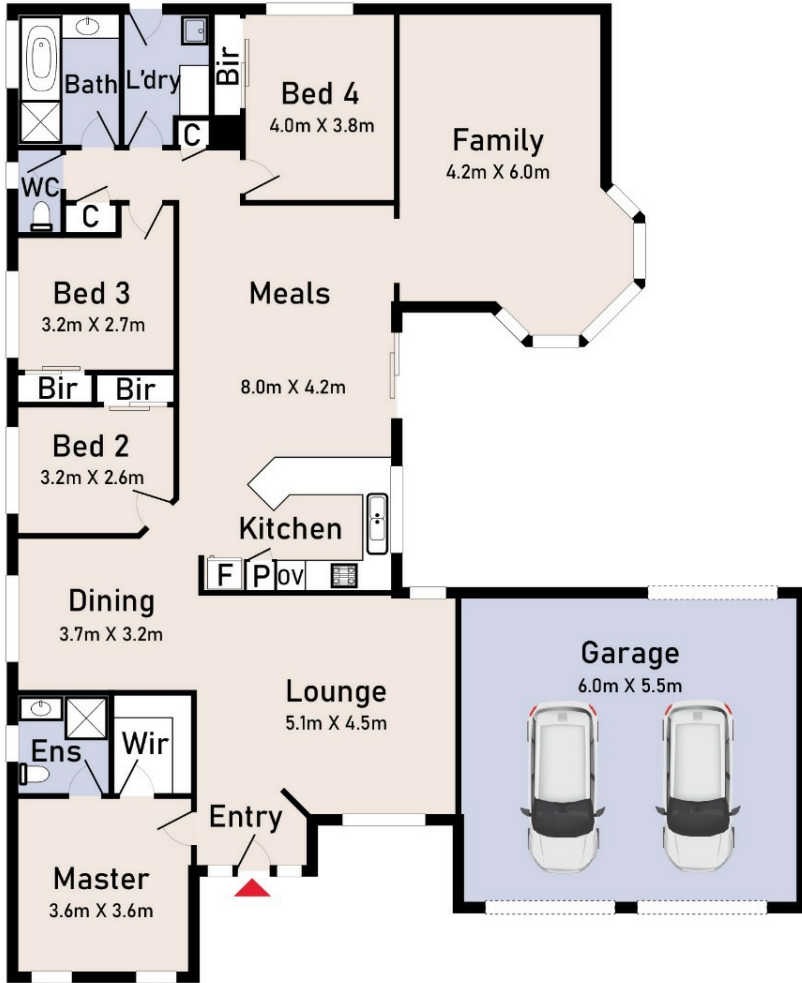 Bath
L'dry
Bir
Bed 4
4.0m X 3.8m
Family
4.2m X 6.0m
C
WC
C
Bed 3
3.2m X 2.7m
Meals
8.0m X 4.2m
Bir
Bir
Bed 2
3.2m X 2.6m
Kitchen
F
P
OV
Dining
3.7m X 3.2m
Lounge
5.1m X 4.5m
Garage
6.0m X 5.5m
Ens
Wir
Entry
Master
3.6m X 3.6m